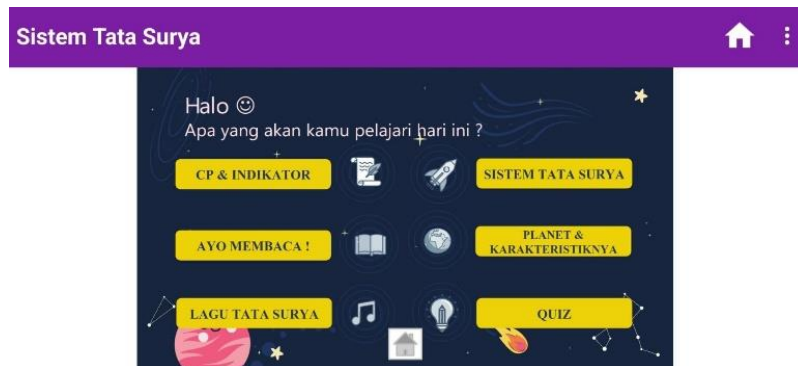 Sistem Tata Surya
Halo ☺
Apa yang akan kamu pelajari hari ini ?
CP & INDIKATOR
SISTEM TATA SURYA
AYO MEMBACA !
PLANET &
KARAKTERISTIKNYA
LAGU TATA SURYA
QUIZ